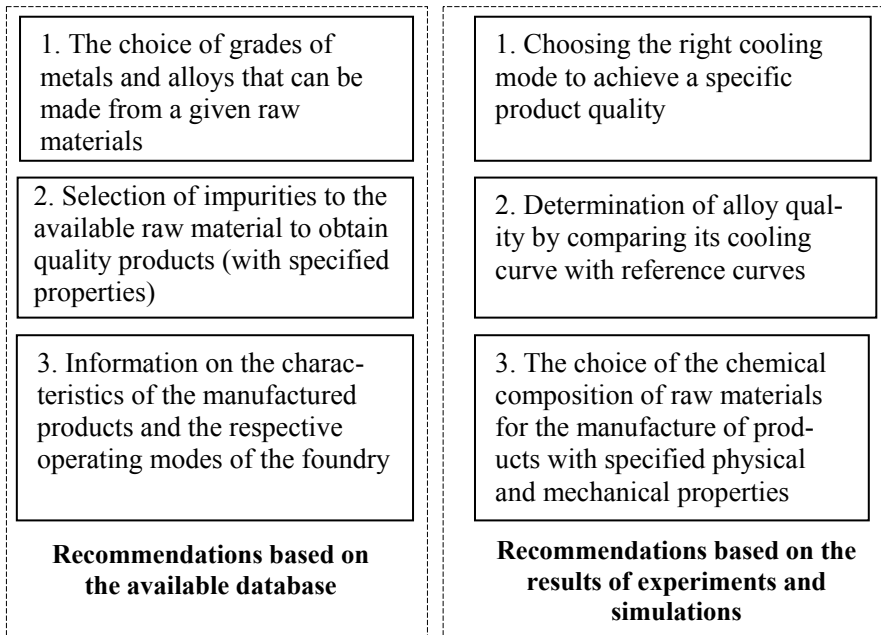 1. The choice of grades of
metals and alloys that can be
made from a given raw
materials
2. Selection of impurities to the
available raw material to obtain
quality products (with specified
properties)
3. Information on the charac-
teristics of the manufactured
products and the respective
operating modes of the foundry
Recommendations based on
the available database
1. Choosing the right cooling
mode to achieve a specific
product quality
2. Determination of alloy qual-
ity by comparing its cooling
curve with reference curves
3. The choice of the chemical
composition of raw materials
for the manufacture of prod-
ucts with specified physical
and mechanical properties
Recommendations based on the
results of experiments and
simulations